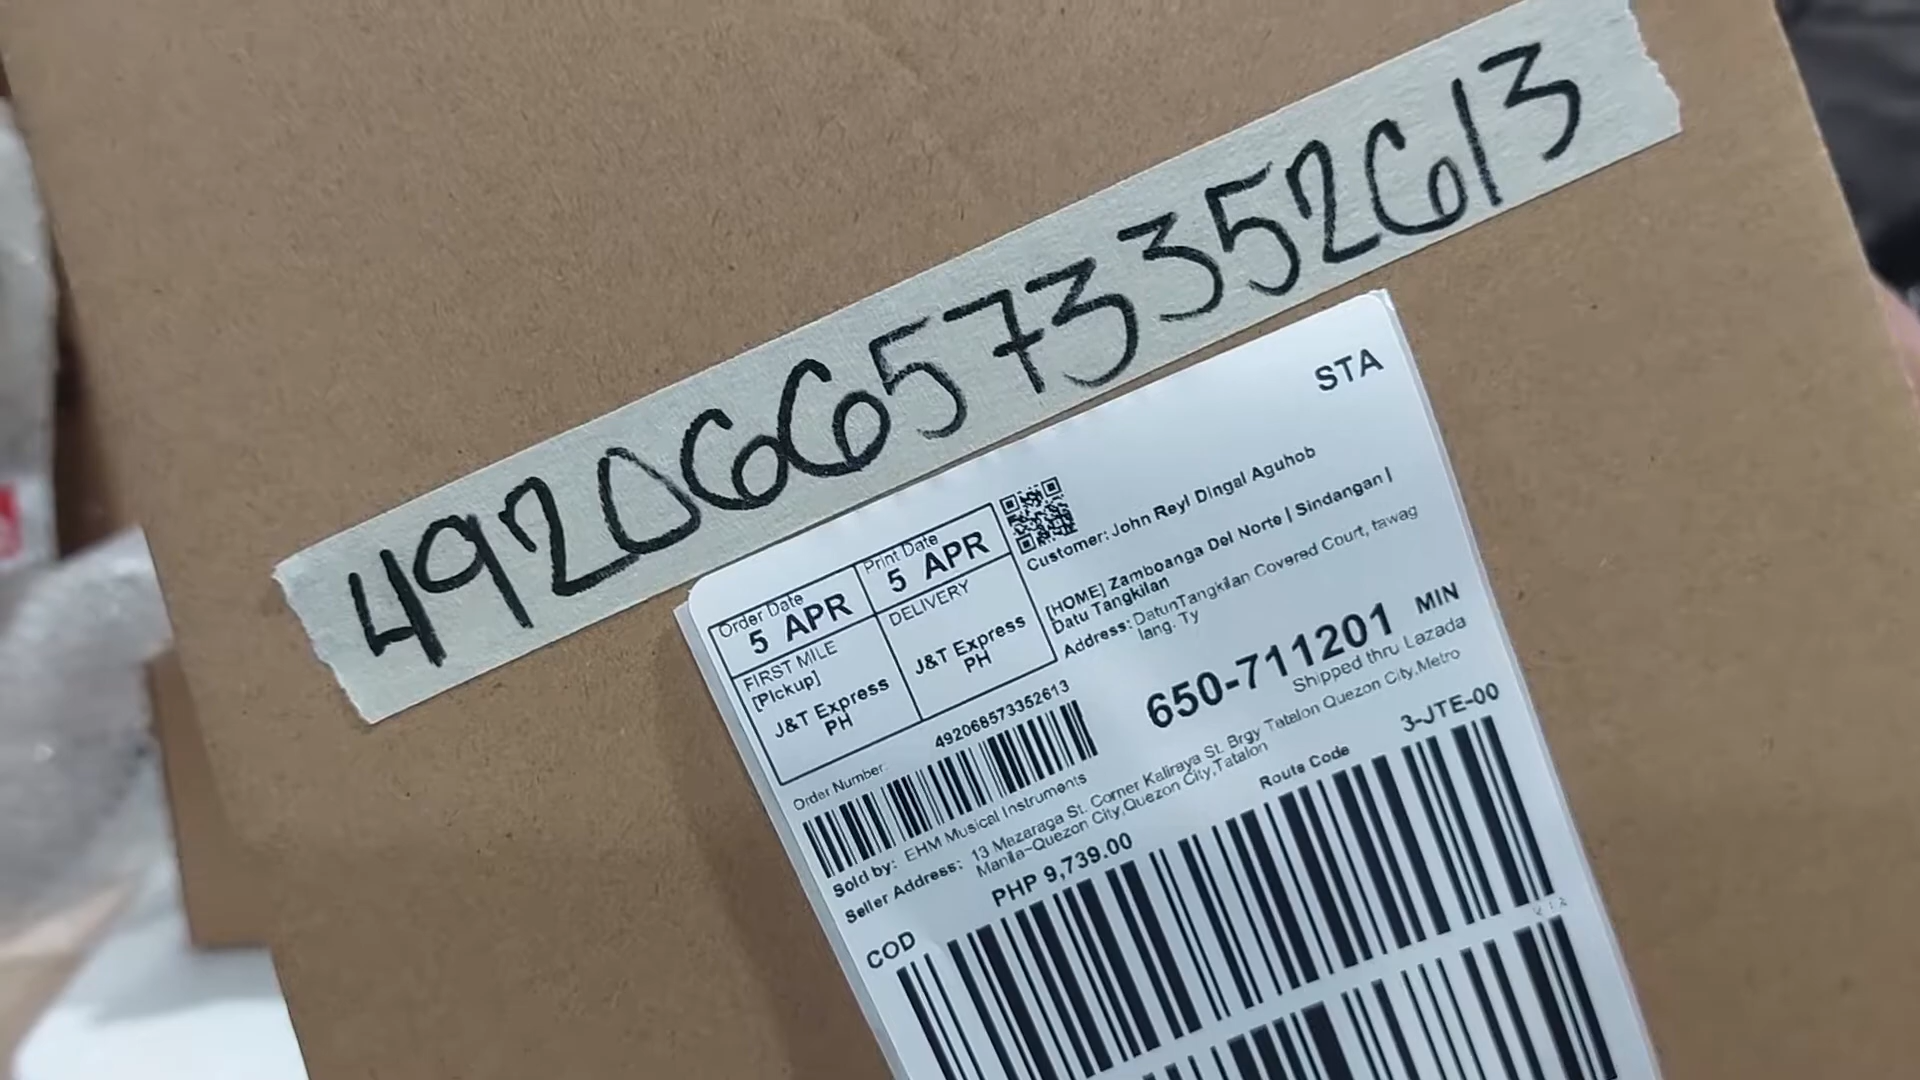 492066573352613
STA
Order Date
5 APR
Print Date
5 APR
FIRST MILE
[Pickup]
J&T Express
PH
DELIVERY
J&T Express
PH
Customer: John Reyl Dingal Aguhob
[HOME] Zamboanga Del Norte | Sindangan |
Datu Tangkilan
Address: DatunTangkilan Covered Court, tawag
lang. Ty
650-711201 MIN
Shipped thru Lazada
Order Number:
492068573352613
Sold by: EHM Musical Instruments
Seller Address: 13 Mazaraga St. Corner Kaliraya St. Brgy Tatalon Quezon City,Metro
Manila~Quezon City,Quezon City,Tatalon
Route Code 3-JTE-00
COD PHP 9,739.00